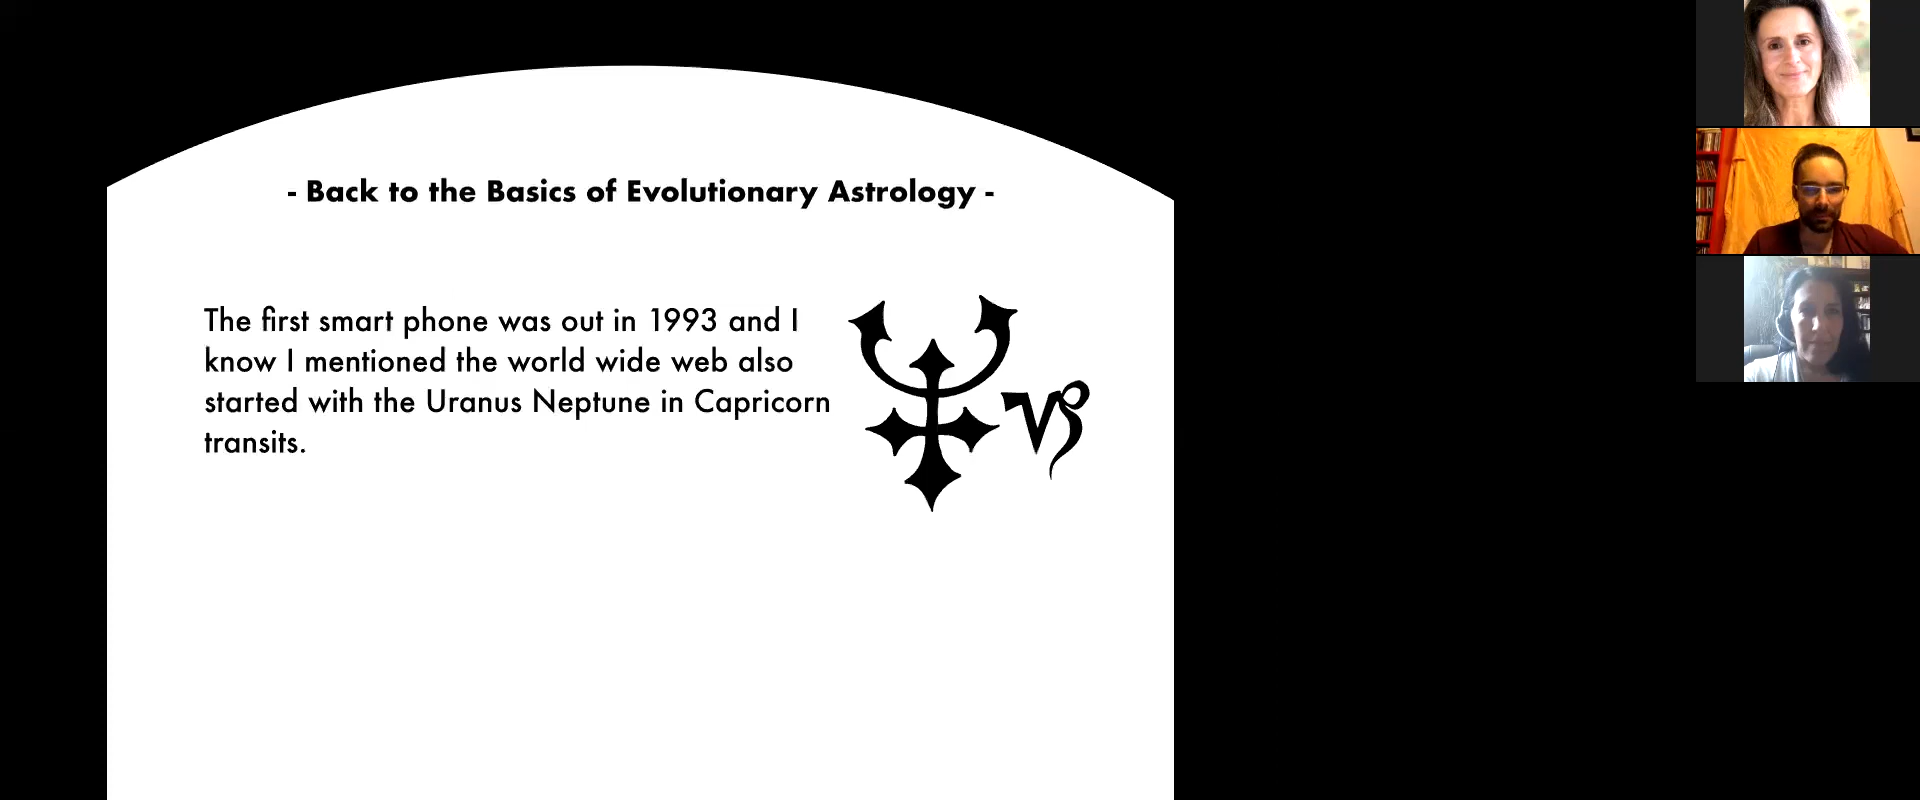 - Back to the Basics of Evolutionary Astrology -
The first smart phone was out in 1993 and I
know I mentioned the world wide web also
started with the Uranus Neptune in Capricorn
transits.